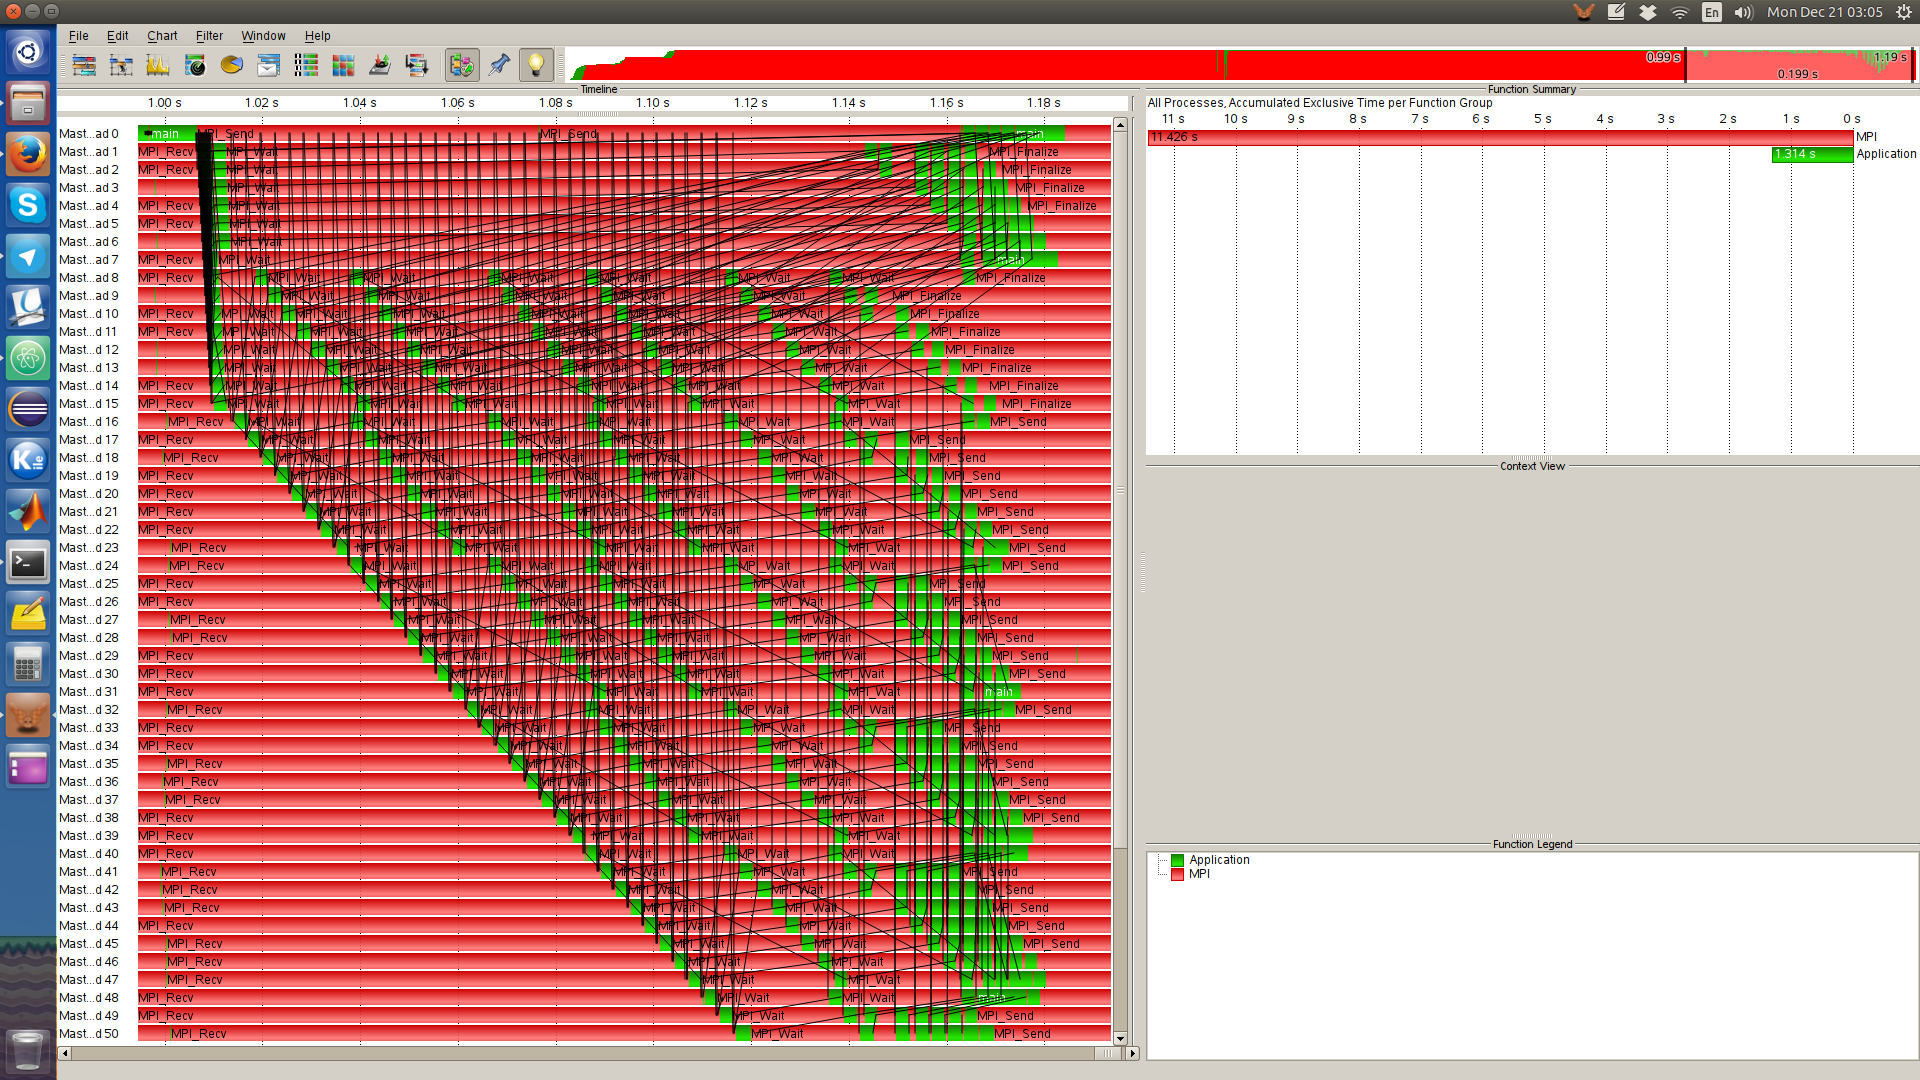 En Mon Dec 21 03:05
File Edit Chart Filter Window Help
0.99 s 0.199 s 1.19 s
Timeline
1.00 s 1.02 s 1.04 s 1.06 s 1.08 s 1.10 s 1.12 s 1.14 s 1.16 s 1.18 s
Mast...ad 0 main MPI_Send MPI_Send main
Mast...ad 1 MPI_Recv MPI_Wait MPI_Finalize
Mast...ad 2 MPI_Recv MPI_Wait MPI_Finalize
Mast...ad 3 MPI_Wait MPI_Finalize
Mast...ad 4 MPI_Recv MPI_Wait MPI_Finalize
Mast...ad 5 MPI_Recv MPI_Wait
Mast...ad 6 MPI_Wait
Mast...ad 7 MPI_Wait main
Mast...ad 8 MPI_Recv MPI_Wait MPI_Wait MPI_Wait MPI_Wait MPI_Wait MPI_Wait MPI_Finalize
Mast...ad 9 MPI_Wait MPI_Wait MPI_Wait MPI_Wait MPI_Wait MPI_Finalize
Mast...d 10 MPI_Recv MPI_Wait MPI_Wait MPI_Wait MPI_Wait MPI_Wait MPI_Wait MPI_Finalize
Mast...d 11 MPI_Recv MPI_Wait MPI_Wait MPI_Wait MPI_Wait MPI_Wait MPI_Wait MPI_Finalize
Mast...d 12 MPI_Wait MPI_Wait MPI_Wait MPI_Wait MPI_Wait MPI_Wait MPI_Finalize
Mast...d 13 MPI_Wait MPI_Wait MPI_Wait MPI_Wait MPI_Wait MPI_Wait MPI_Finalize
Mast...d 14 MPI_Recv MPI_Wait MPI_Wait MPI_Wait MPI_Wait MPI_Wait MPI_Wait MPI_Finalize
Mast...d 15 MPI_Recv MPI_Wait MPI_Wait MPI_Wait MPI_Wait MPI_Wait MPI_Wait MPI_Finalize
Mast...d 16 MPI_Recv MPI_Wait MPI_Wait MPI_Wait MPI_Wait MPI_Wait MPI_Wait MPI_Send
Mast...d 17 MPI_Recv MPI_Wait MPI_Wait MPI_Wait MPI_Wait MPI_Wait MPI_Send
Mast...d 18 MPI_Recv MPI_Wait MPI_Wait MPI_Wait MPI_Wait MPI_Wait MPI_Send
Mast...d 19 MPI_Recv MPI_Wait MPI_Wait MPI_Wait MPI_Wait MPI_Wait MPI_Send
Mast...d 20 MPI_Recv MPI_Wait MPI_Wait MPI_Wait MPI_Wait MPI_Wait MPI_Send
Mast...d 21 MPI_Recv MPI_Wait MPI_Wait MPI_Wait MPI_Wait MPI_Wait MPI_Send
Mast...d 22 MPI_Recv MPI_Wait MPI_Wait MPI_Wait MPI_Wait MPI_Wait MPI_Send
Mast...d 23 MPI_Recv MPI_Wait MPI_Wait MPI_Wait MPI_Wait MPI_Wait MPI_Send
Mast...d 24 MPI_Recv MPI_Wait MPI_Wait MPI_Wait MPI_Wait MPI_Wait MPI_Send
Mast...d 25 MPI_Recv MPI_Wait MPI_Wait MPI_Wait MPI_Wait MPI_Wait MPI_Send
Mast...d 26 MPI_Recv MPI_Wait MPI_Wait MPI_Wait MPI_Wait MPI_Send
Mast...d 27 MPI_Recv MPI_Wait MPI_Wait MPI_Wait MPI_Wait MPI_Send
Mast...d 28 MPI_Recv MPI_Wait MPI_Wait MPI_Wait MPI_Wait MPI_Send
Mast...d 29 MPI_Recv MPI_Wait MPI_Wait MPI_Wait MPI_Wait MPI_Send
Mast...d 30 MPI_Recv MPI_Wait MPI_Wait MPI_Wait MPI_Wait MPI_Send
Mast...d 31 MPI_Recv MPI_Wait MPI_Wait MPI_Wait MPI_Wait main
Mast...d 32 MPI_Recv MPI_Wait MPI_Wait MPI_Wait MPI_Wait MPI_Send
Mast...d 33 MPI_Recv MPI_Wait MPI_Wait MPI_Wait MPI_Wait MPI_Send
Mast...d 34 MPI_Recv MPI_Wait MPI_Wait MPI_Wait MPI_Send
Mast...d 35 MPI_Recv MPI_Wait MPI_Wait MPI_Wait MPI_Send
Mast...d 36 MPI_Recv MPI_Wait MPI_Wait MPI_Wait MPI_Send
Mast...d 37 MPI_Recv MPI_Wait MPI_Wait MPI_Wait MPI_Send
Mast...d 38 MPI_Recv MPI_Wait MPI_Wait MPI_Wait MPI_Send
Mast...d 39 MPI_Recv MPI_Wait MPI_Wait MPI_Wait
Mast...d 40 MPI_Recv MPI_Wait MPI_Wait MPI_Wait
Mast...d 41 MPI_Recv MPI_Wait MPI_Wait MPI_Send
Mast...d 42 MPI_Recv MPI_Wait MPI_Wait MPI_Send
Mast...d 43 MPI_Recv MPI_Wait MPI_Wait MPI_Send
Mast...d 44 MPI_Recv MPI_Wait MPI_Wait MPI_Send
Mast...d 45 MPI_Recv MPI_Wait MPI_Wait MPI_Send
Mast...d 46 MPI_Recv MPI_Wait MPI_Wait
Mast...d 47 MPI_Recv MPI_Wait MPI_Wait
Mast...d 48 MPI_Recv MPI_Wait MPI_Wait main
Mast...d 49 MPI_Recv MPI_Wait MPI_Send
Mast...d 50 MPI_Recv MPI_Wait MPI_Send
Function Summary
All Processes, Accumulated Exclusive Time per Function Group
11 s 10 s 9 s 8 s 7 s 6 s 5 s 4 s 3 s 2 s 1 s 0 s
11.426 s MPI
1.314 s Application
Context View
Function Legend
Application
MPI